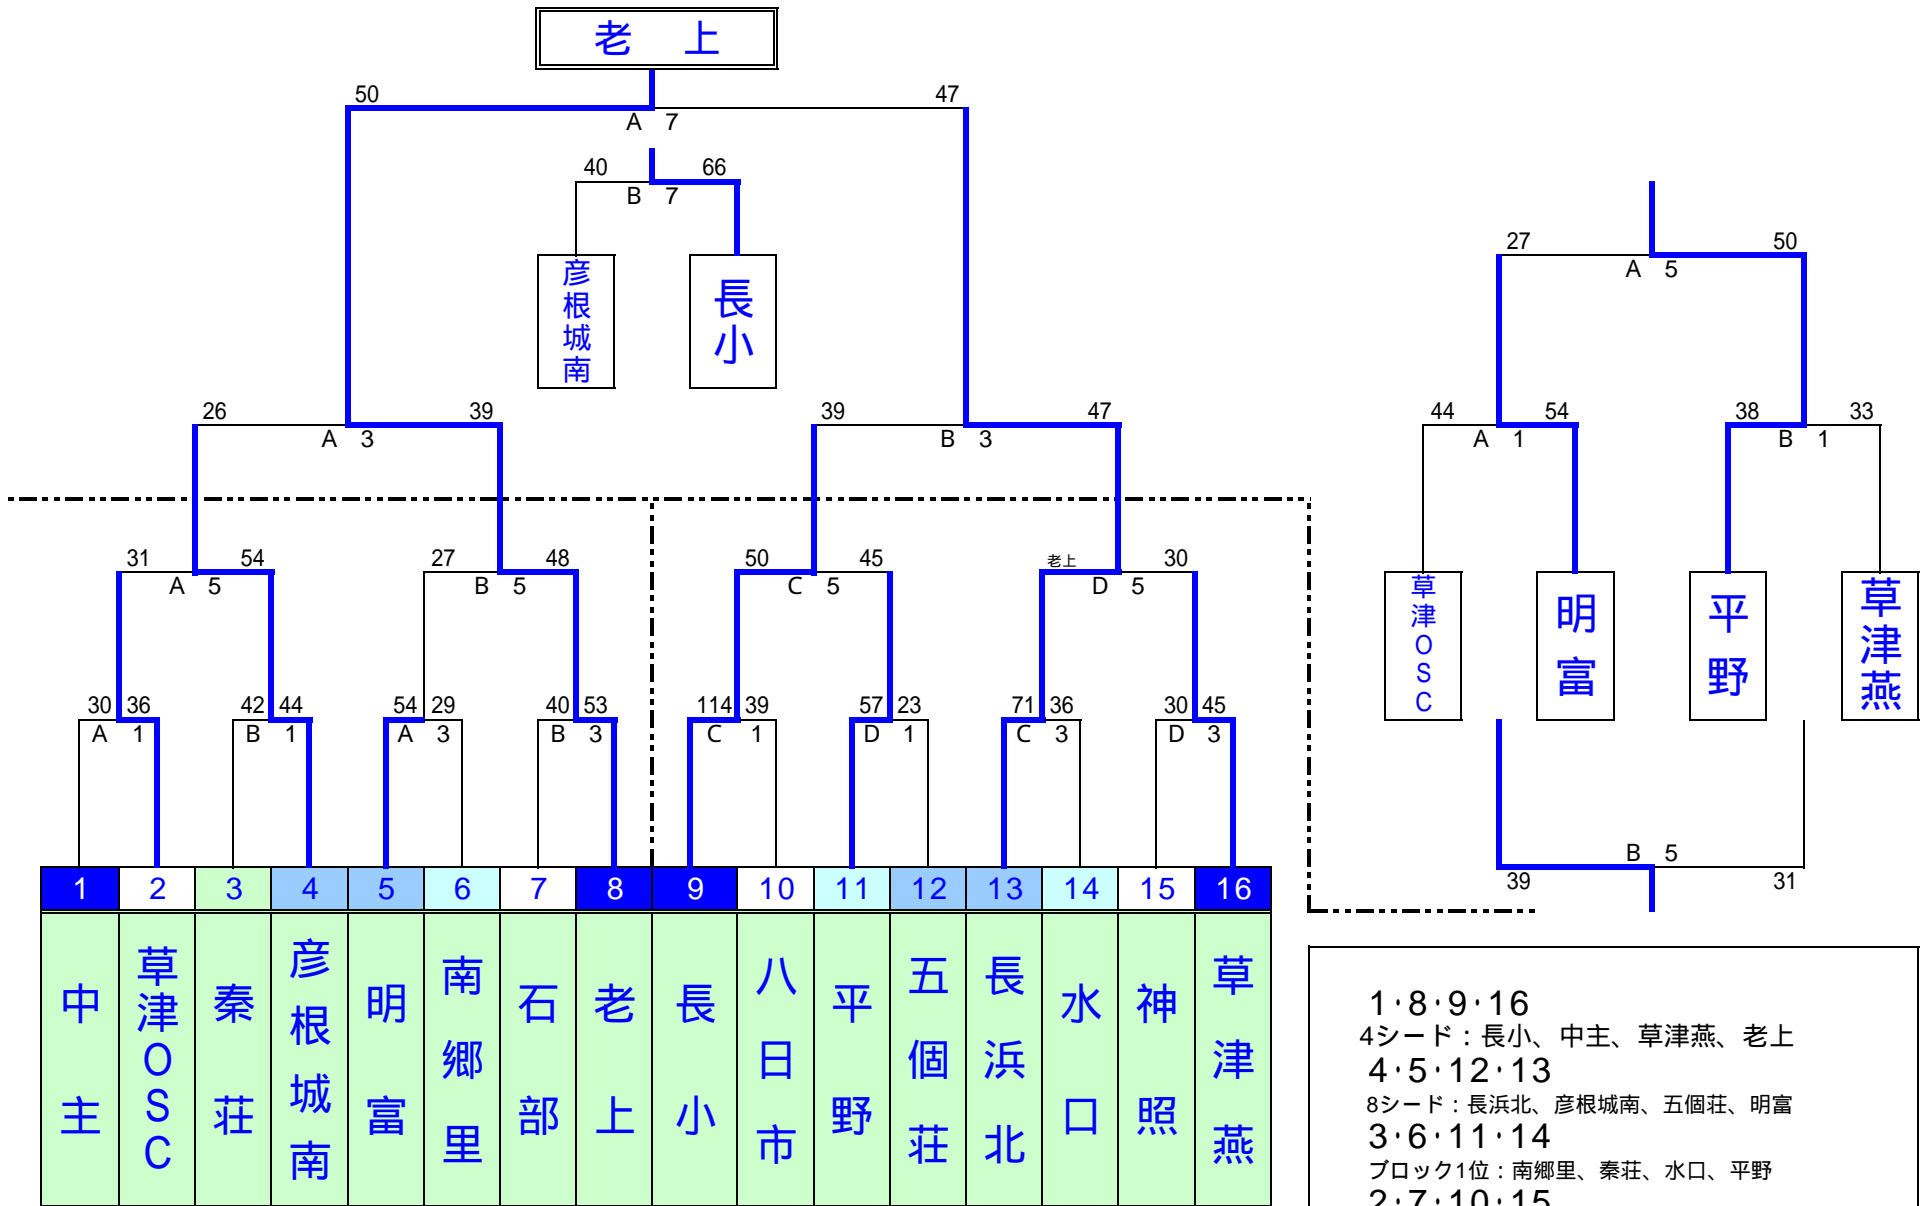 老 上
50 47
A 7
40 66
B 7
彦根城南
長小
27 50
A 5
26 39 39 47 44 54 38 33
A 3 B 3 A 1 B 1
31 54 27 48 50 45 老上 30
A 5 B 5 C 5 D 5
草津OSC
明富
平野
草津燕
30 36 42 44 54 29 40 53 114 39 57 23 71 36 30 45
A 1 B 1 A 3 B 3 C 1 D 1 C 3 D 3
B 5
39 31
1 2 3 4 5 6 7 8 9 10 11 12 13 14 15 16
中主
草津OSC
秦荘
彦根城南
明富
南郷里
石部
老上
長小
八日市
平野
五個荘
長浜北
水口
神照
草津燕
1・8・9・16
4シード：長小、中主、草津燕、老上
4・5・12・13
8シード：長浜北、彦根城南、五個荘、明富
3・6・11・14
ブロック1位：南郷里、秦荘、水口、平野
2・7・10・15